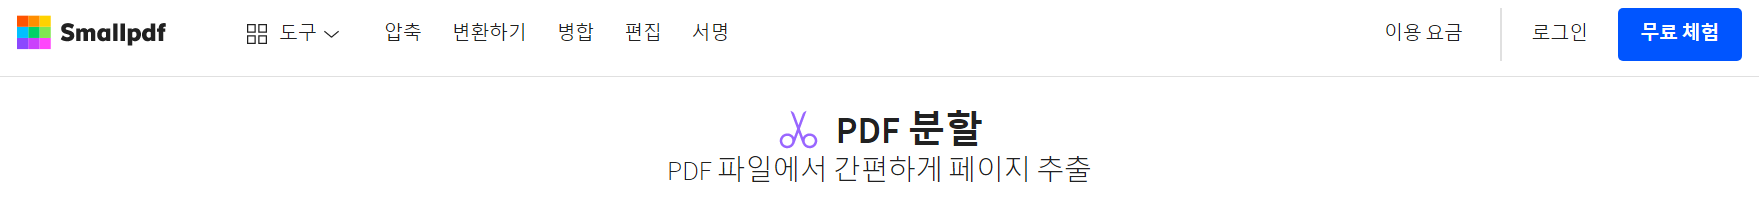 Smallpdf 도구 압축 변환하기 병합 편집 서명 이용 요금 로그인 무료 체험
PDF 분할
PDF 파일에서 간편하게 페이지 추출